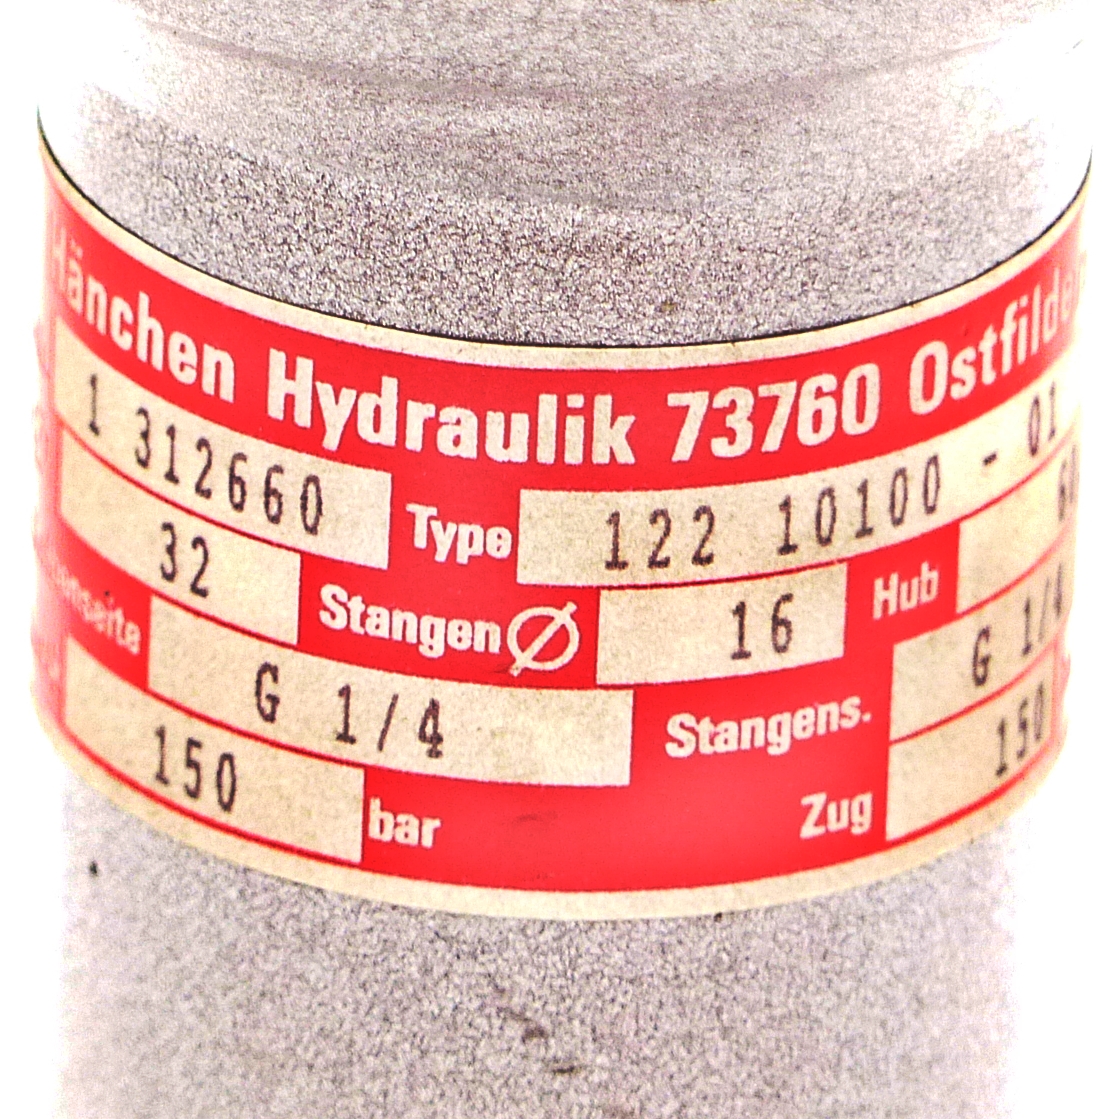 Hänchen Hydraulik 73760
1 312660 Type 122 10100 - 01
32 Stangen Ø 16 Hub
G 1/4 Stangens. G 1/4
150 bar Zug 150